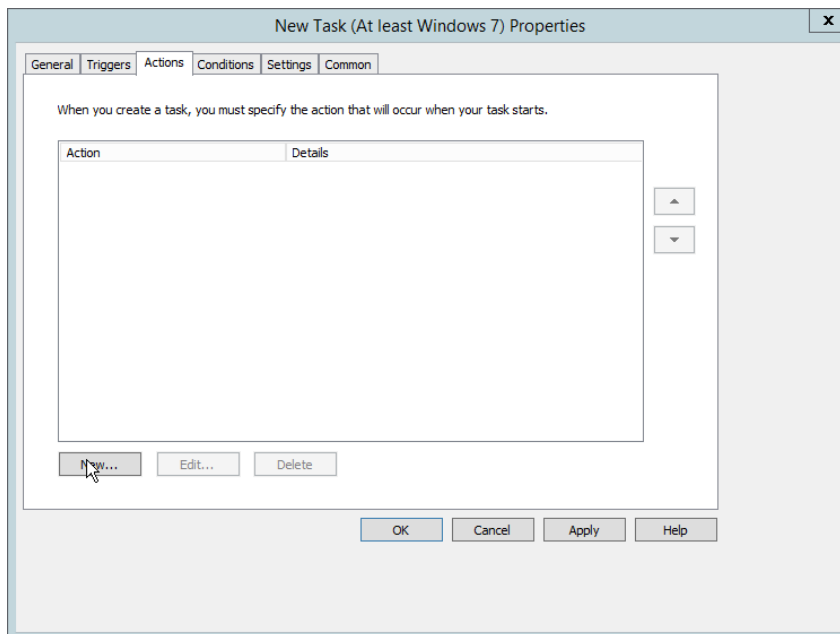 New Task (At least Windows 7) Properties
x
General Triggers Actions Conditions Settings Common
When you create a task, you must specify the action that will occur when your task starts.
Action Details
New... Edit... Delete
OK Cancel Apply Help